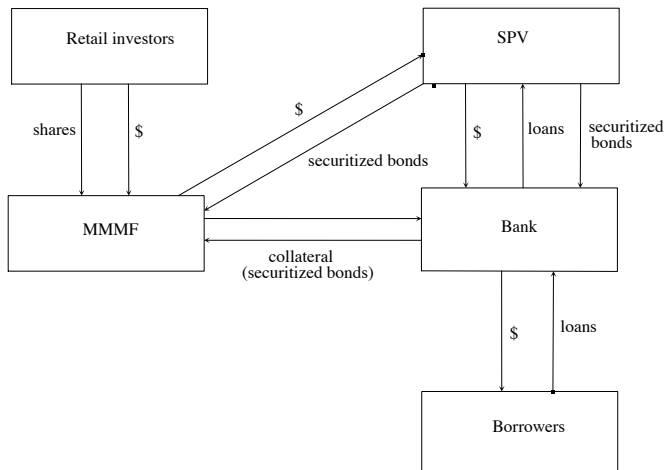 Retail investors
SPV
$
shares
$
$
loans
securitized
bonds
securitized bonds
MMMF
Bank
collateral
(securitized bonds)
$
loans
Borrowers